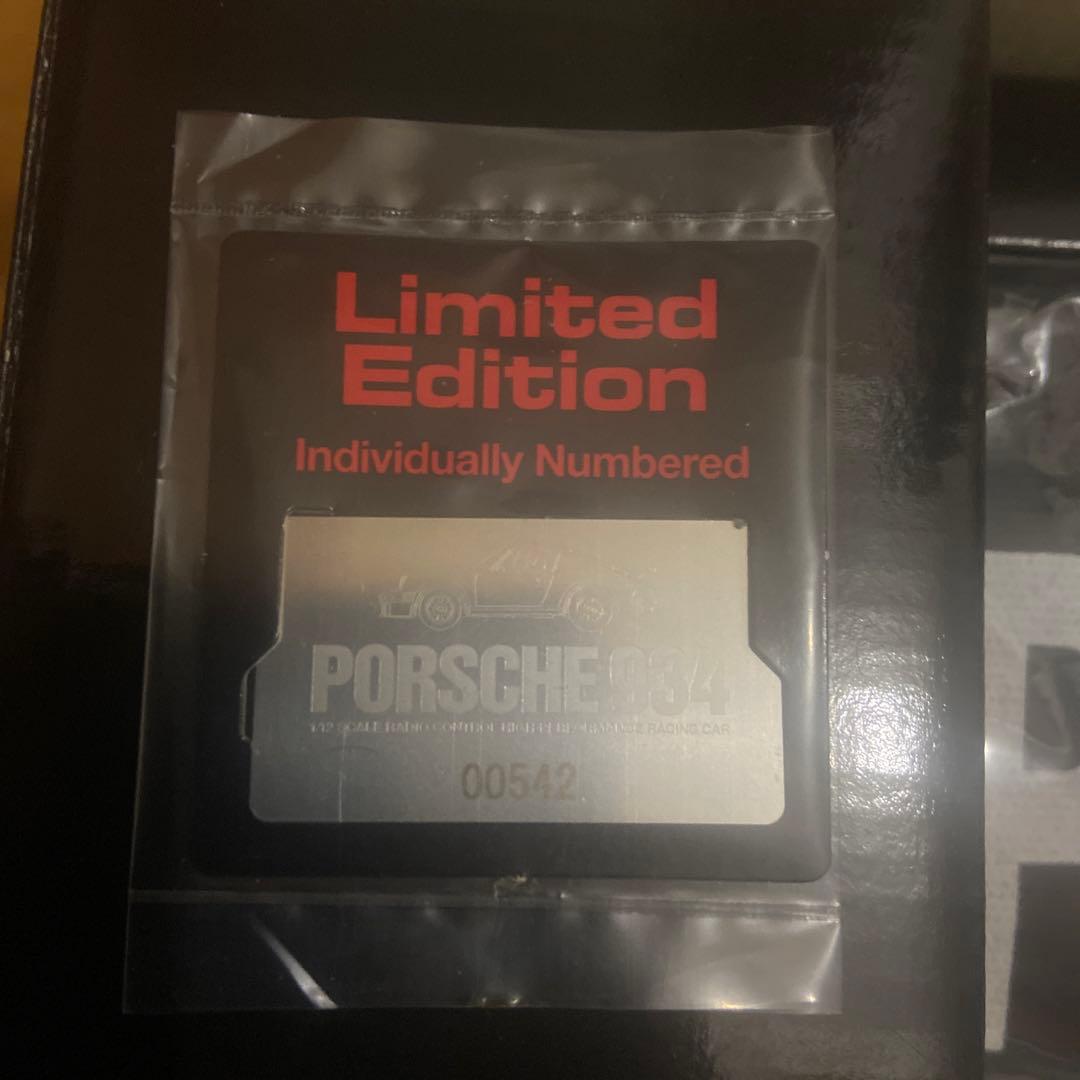 Limited
Edition
Individually Numbered
PORSCHE 934
1/12 SCALE RADIO CONTROL HIGH PERFORMANCE RACING CAR
00542